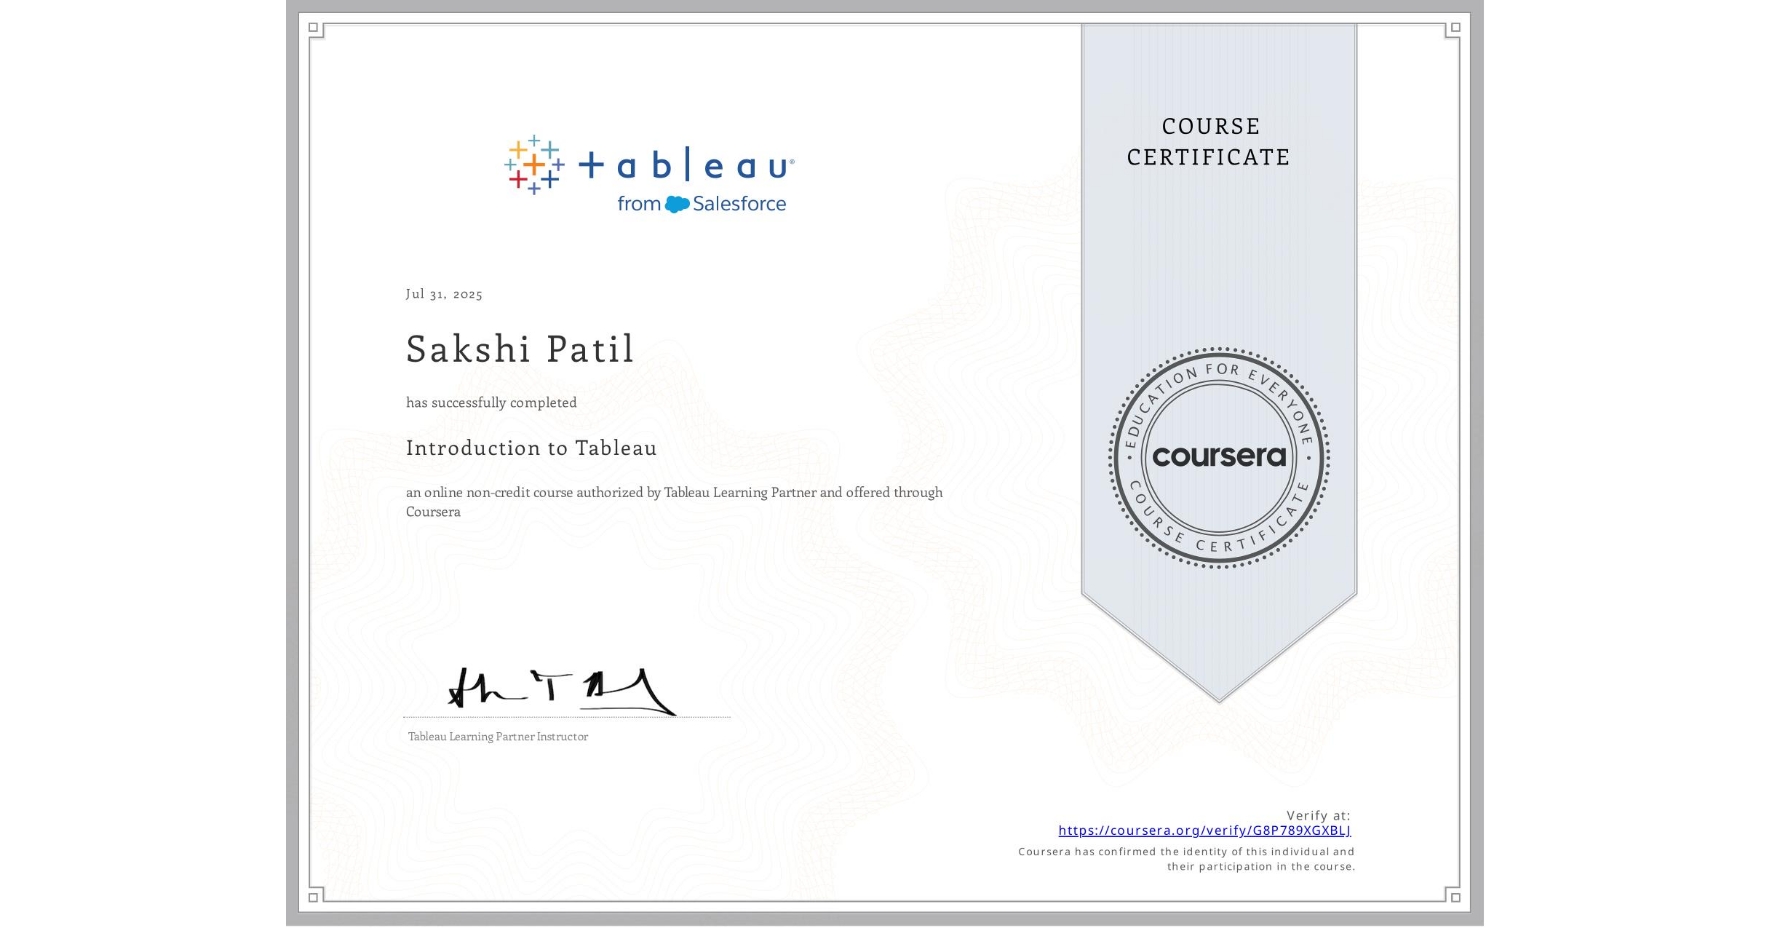 tableau
from Salesforce
COURSE
CERTIFICATE
Jul 31, 2025
Sakshi Patil
has successfully completed
Introduction to Tableau
an online non-credit course authorized by Tableau Learning Partner and offered through
Coursera
EDUCATION FOR EVERYONE
coursera
COURSE CERTIFICATE
Tableau Learning Partner Instructor
Verify at:
https://coursera.org/verify/G8P789XGXBLJ
Coursera has confirmed the identity of this individual and
their participation in the course.